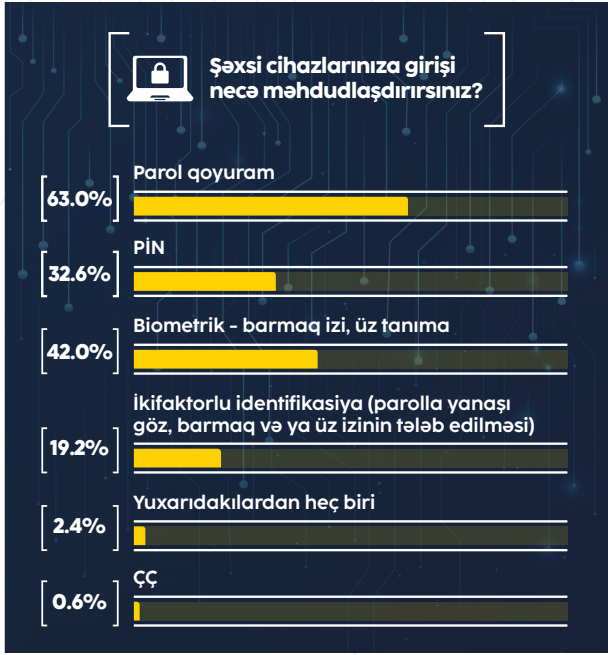 Şəxsi cihazlarınıza girişi
necə məhdudlaşdırırsınız?
Parol qoyuram
63.0%
PİN
32.6%
Biometrik - barmaq izi, üz tanıma
42.0%
İkifaktorlu identifikasiya (parolla yanaşı
göz, barmaq və ya üz izinin tələb edilməsi)
19.2%
Yuxarıdakılardan heç biri
2.4%
ÇÇ
0.6%